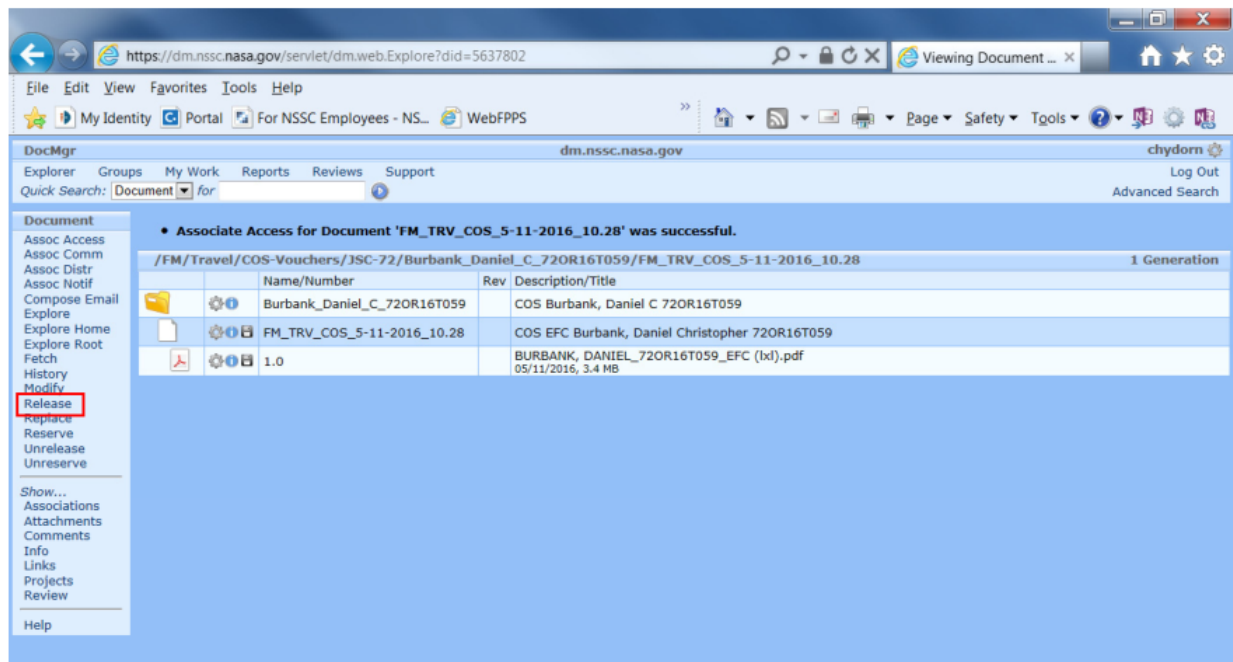 https://dm.nssc.nasa.gov/servlet/dm.web.Explore?did=5637802
Viewing Document ...
File Edit View Favorites Tools Help
My Identity Portal For NSSC Employees - NS... WebFPPS
Page Safety Tools
DocMgr dm.nssc.nasa.gov chydorn
Explorer Groups My Work Reports Reviews Support Log Out
Quick Search: Document for Advanced Search
Document
Assoc Access
Assoc Comm
Assoc Distr
Assoc Notif
Compose Email
Explore
Explore Home
Explore Root
Fetch
History
Modify
Release
Replace
Reserve
Unrelease
Unreserve
Show...
Associations
Attachments
Comments
Info
Links
Projects
Review
Help
• Associate Access for Document 'FM_TRV_COS_5-11-2016_10.28' was successful.
/FM/Travel/COS-Vouchers/JSC-72/Burbank_Daniel_C_72OR16T059/FM_TRV_COS_5-11-2016_10.28 1 Generation
Name/Number Rev Description/Title
Burbank_Daniel_C_72OR16T059 COS Burbank, Daniel C 72OR16T059
FM_TRV_COS_5-11-2016_10.28 COS EFC Burbank, Daniel Christopher 72OR16T059
1.0 BURBANK, DANIEL_72OR16T059_EFC (lxl).pdf
05/11/2016, 3.4 MB